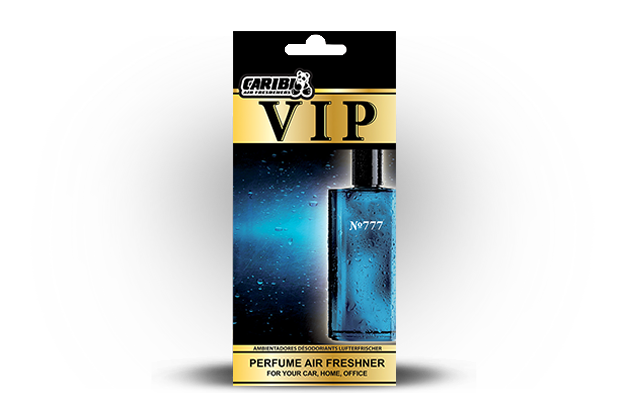 CARIBI
AIR FRESHENERS
VIP
Nº777
AMBIENTADORES DÉSODORIANTS LUFTERFRISCHER
PERFUME AIR FRESHNER
FOR YOUR CAR, HOME, OFFICE